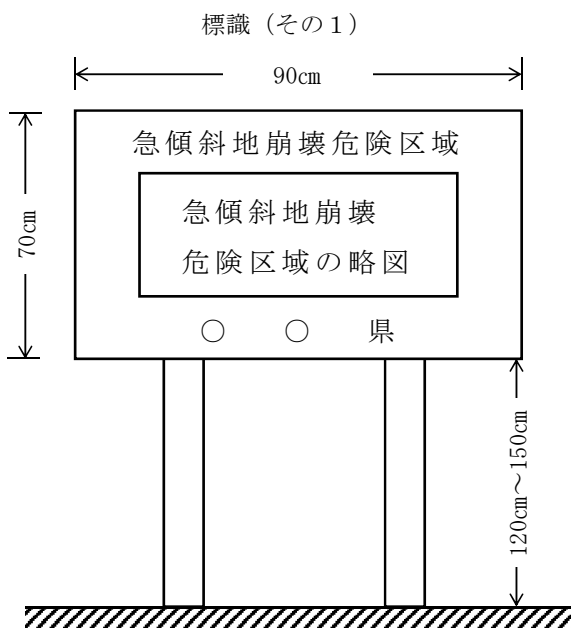 標識（その１）
90cm
70cm
急傾斜地崩壊危険区域
急傾斜地崩壊
危険区域の略図
○　○　県
120cm～150cm